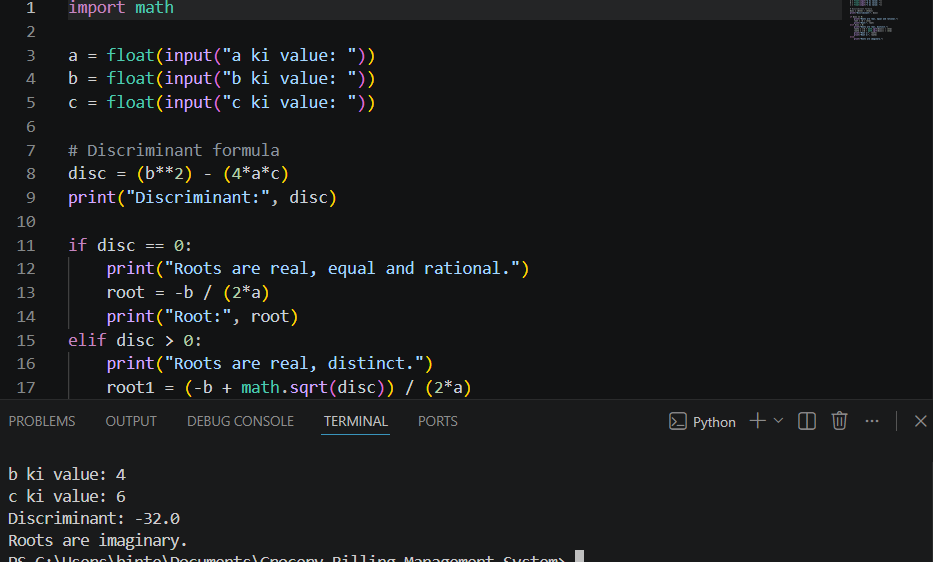 1 import math
2
3 a = float(input("a ki value: "))
4 b = float(input("b ki value: "))
5 c = float(input("c ki value: "))
6
7 # Discriminant formula
8 disc = (b**2) - (4*a*c)
9 print("Discriminant:", disc)
10
11 if disc == 0:
12     print("Roots are real, equal and rational.")
13     root = -b / (2*a)
14     print("Root:", root)
15 elif disc > 0:
16     print("Roots are real, distinct.")
17     root1 = (-b + math.sqrt(disc)) / (2*a)
PROBLEMS OUTPUT DEBUG CONSOLE TERMINAL PORTS Python
b ki value: 4
c ki value: 6
Discriminant: -32.0
Roots are imaginary.
PS C:\Users\binte\Documents\Grocery Billing Management System>